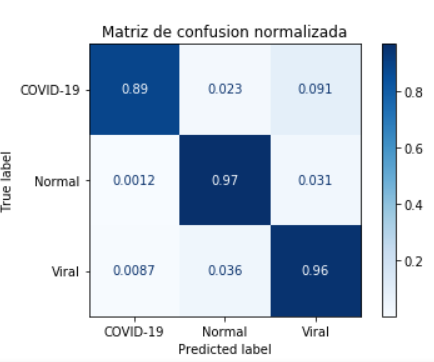 Matriz de confusion normalizada
True label
COVID-19 0.89 0.023 0.091
Normal 0.0012 0.97 0.031
Viral 0.0087 0.036 0.96
COVID-19 Normal Viral
Predicted label
0.8
0.6
0.4
0.2